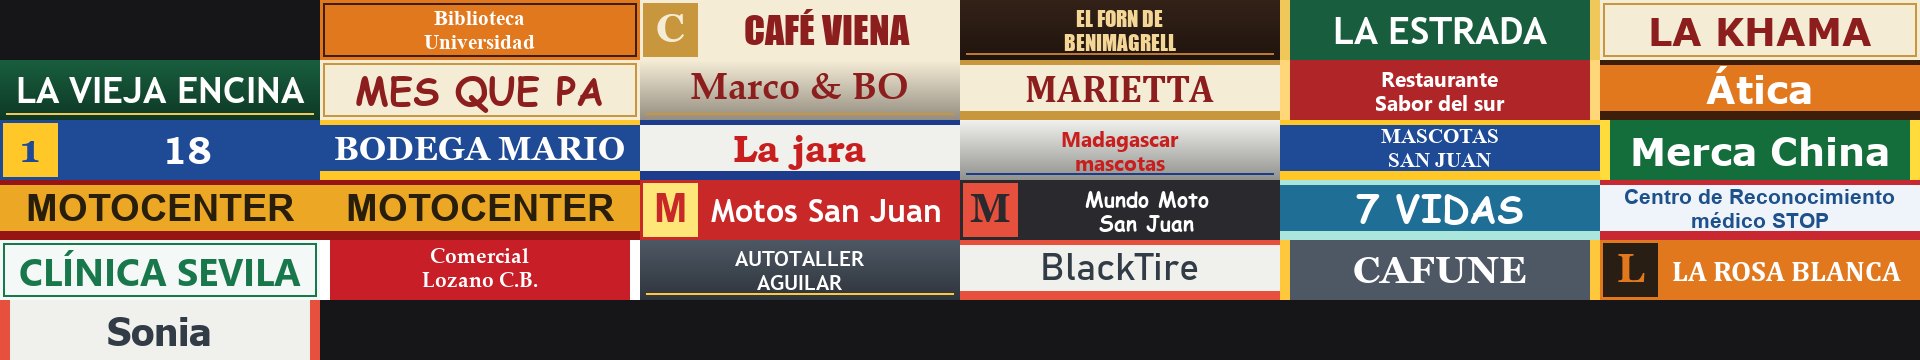 Biblioteca
Universidad
C
CAFÉ VIENA
EL FORN DE
BENIMAGRELL
LA ESTRADA
LA KHAMA
LA VIEJA ENCINA
MES QUE PA
Marco & BO
MARIETTA
Restaurante
Sabor del sur
Ática
1
18
BODEGA MARIO
La jara
Madagascar
mascotas
MASCOTAS
SAN JUAN
Merca China
MOTOCENTER
MOTOCENTER
M
Motos San Juan
M
Mundo Moto
San Juan
7 VIDAS
Centro de Reconocimiento
médico STOP
CLÍNICA SEVILA
Comercial
Lozano C.B.
AUTOTALLER
AGUILAR
BlackTire
CAFUNE
L
LA ROSA BLANCA
Sonia